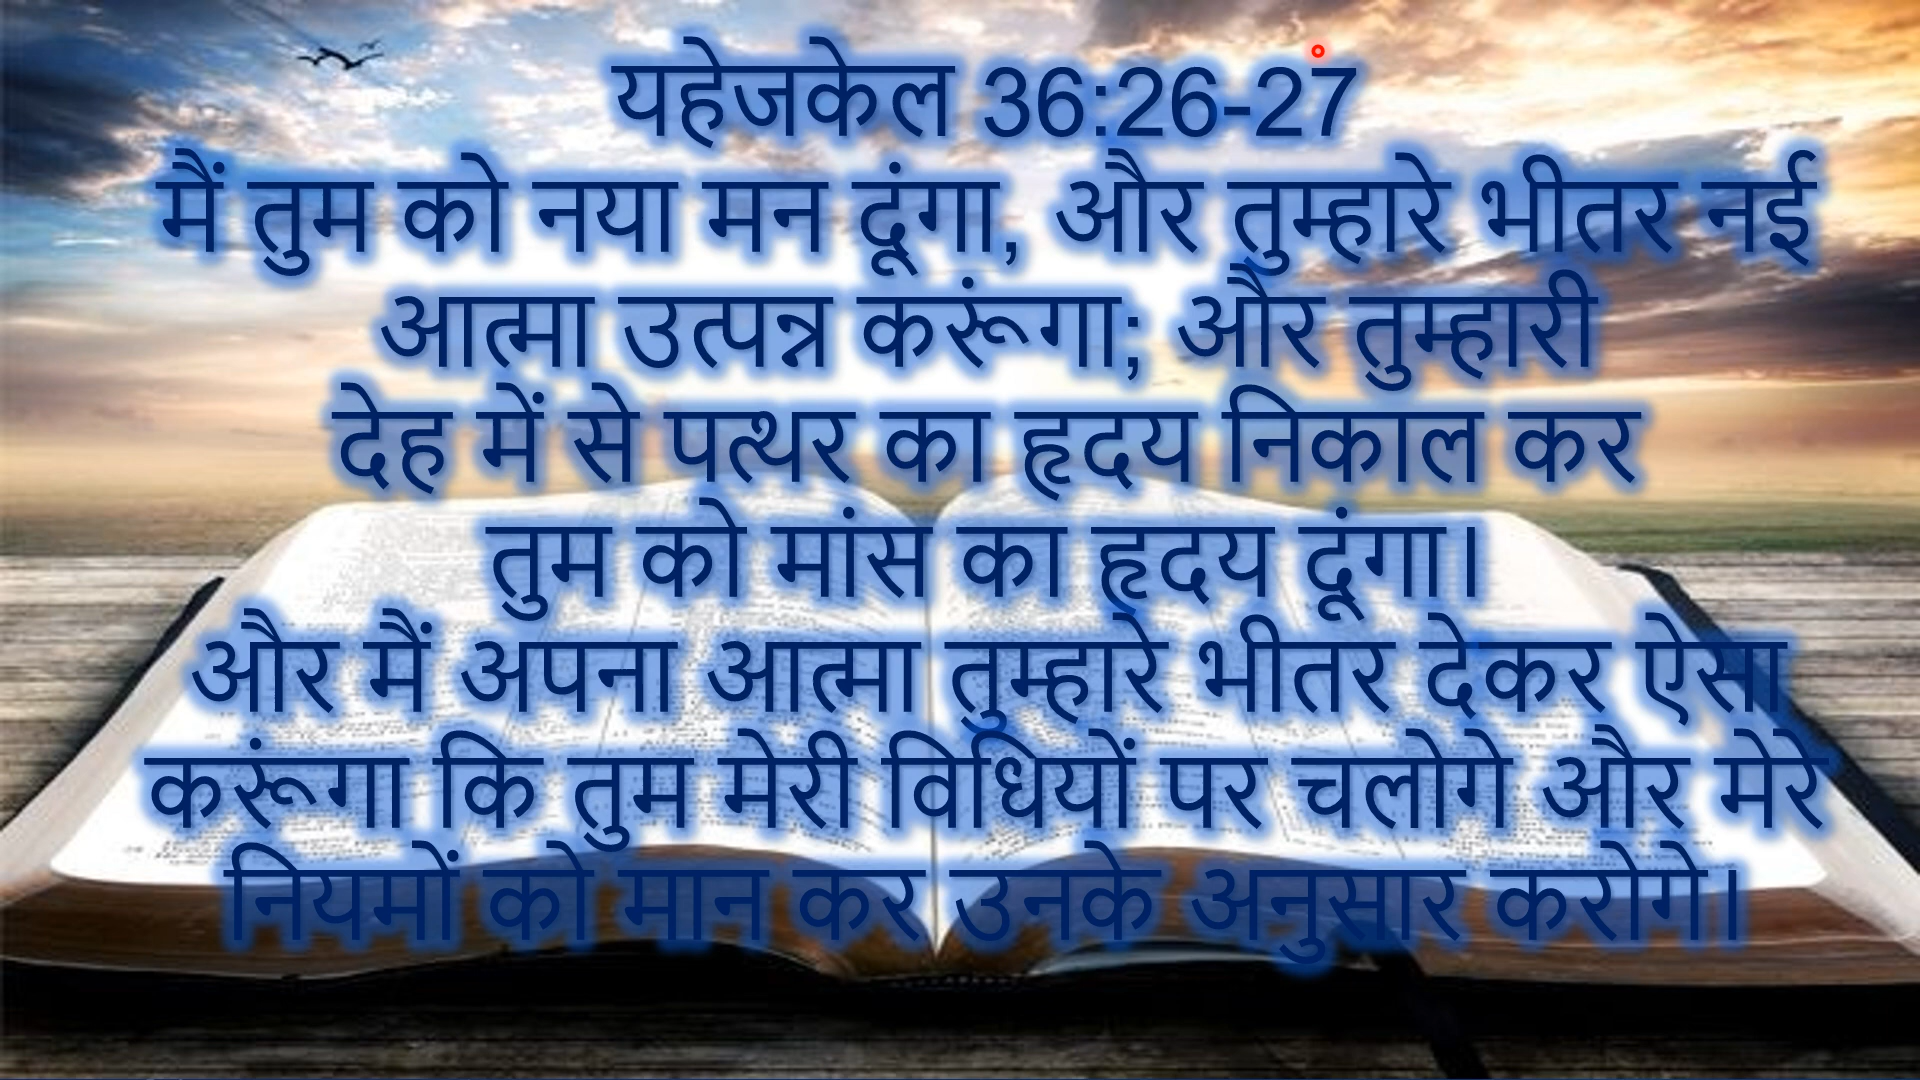 यहेजकेल 36:26-27
मैं तुम को नया मन दूंगा, और तुम्हारे भीतर नई
आत्मा उत्पन्न करूंगा; और तुम्हारी
देह में से पत्थर का हृदय निकाल कर
तुम को मांस का हृदय दूंगा।
और मैं अपना आत्मा तुम्हारे भीतर देकर ऐसा
करूंगा कि तुम मेरी विधियों पर चलोगे और मेरे
नियमों को मान कर उनके अनुसार करोगे।